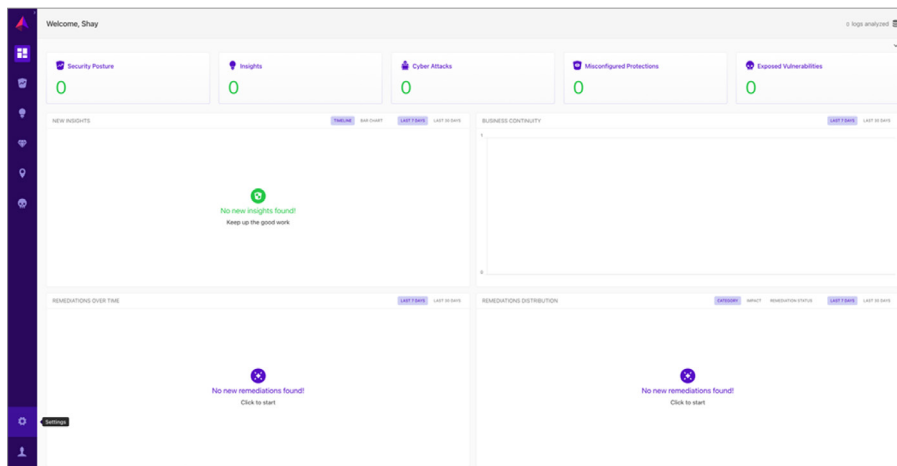 Welcome, Shay
0 logs analyzed
Security Posture
0
Insights
0
Cyber Attacks
0
Misconfigured Protections
0
Exposed Vulnerabilities
0
NEW INSIGHTS
TIMELINE BAR CHART LAST 7 DAYS LAST 30 DAYS
No new insights found!
Keep up the good work
BUSINESS CONTINUITY
LAST 7 DAYS LAST 30 DAYS
1
0
REMEDIATIONS OVER TIME
LAST 7 DAYS LAST 30 DAYS
No new remediations found!
Click to start
REMEDIATIONS DISTRIBUTION
CATEGORY IMPACT REMEDIATION STATUS LAST 7 DAYS LAST 30 DAYS
No new remediations found!
Click to start
Settings